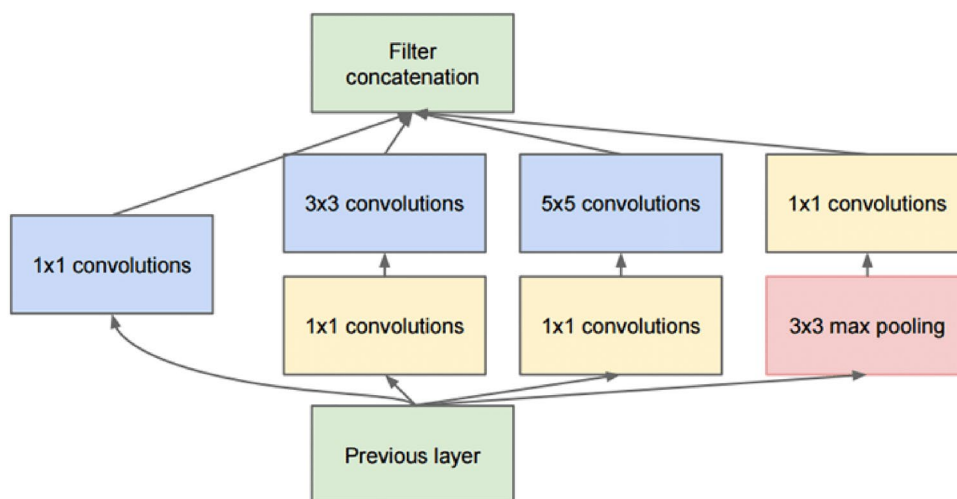 Filter
concatenation
3x3 convolutions
5x5 convolutions
1x1 convolutions
1x1 convolutions
1x1 convolutions
1x1 convolutions
3x3 max pooling
Previous layer